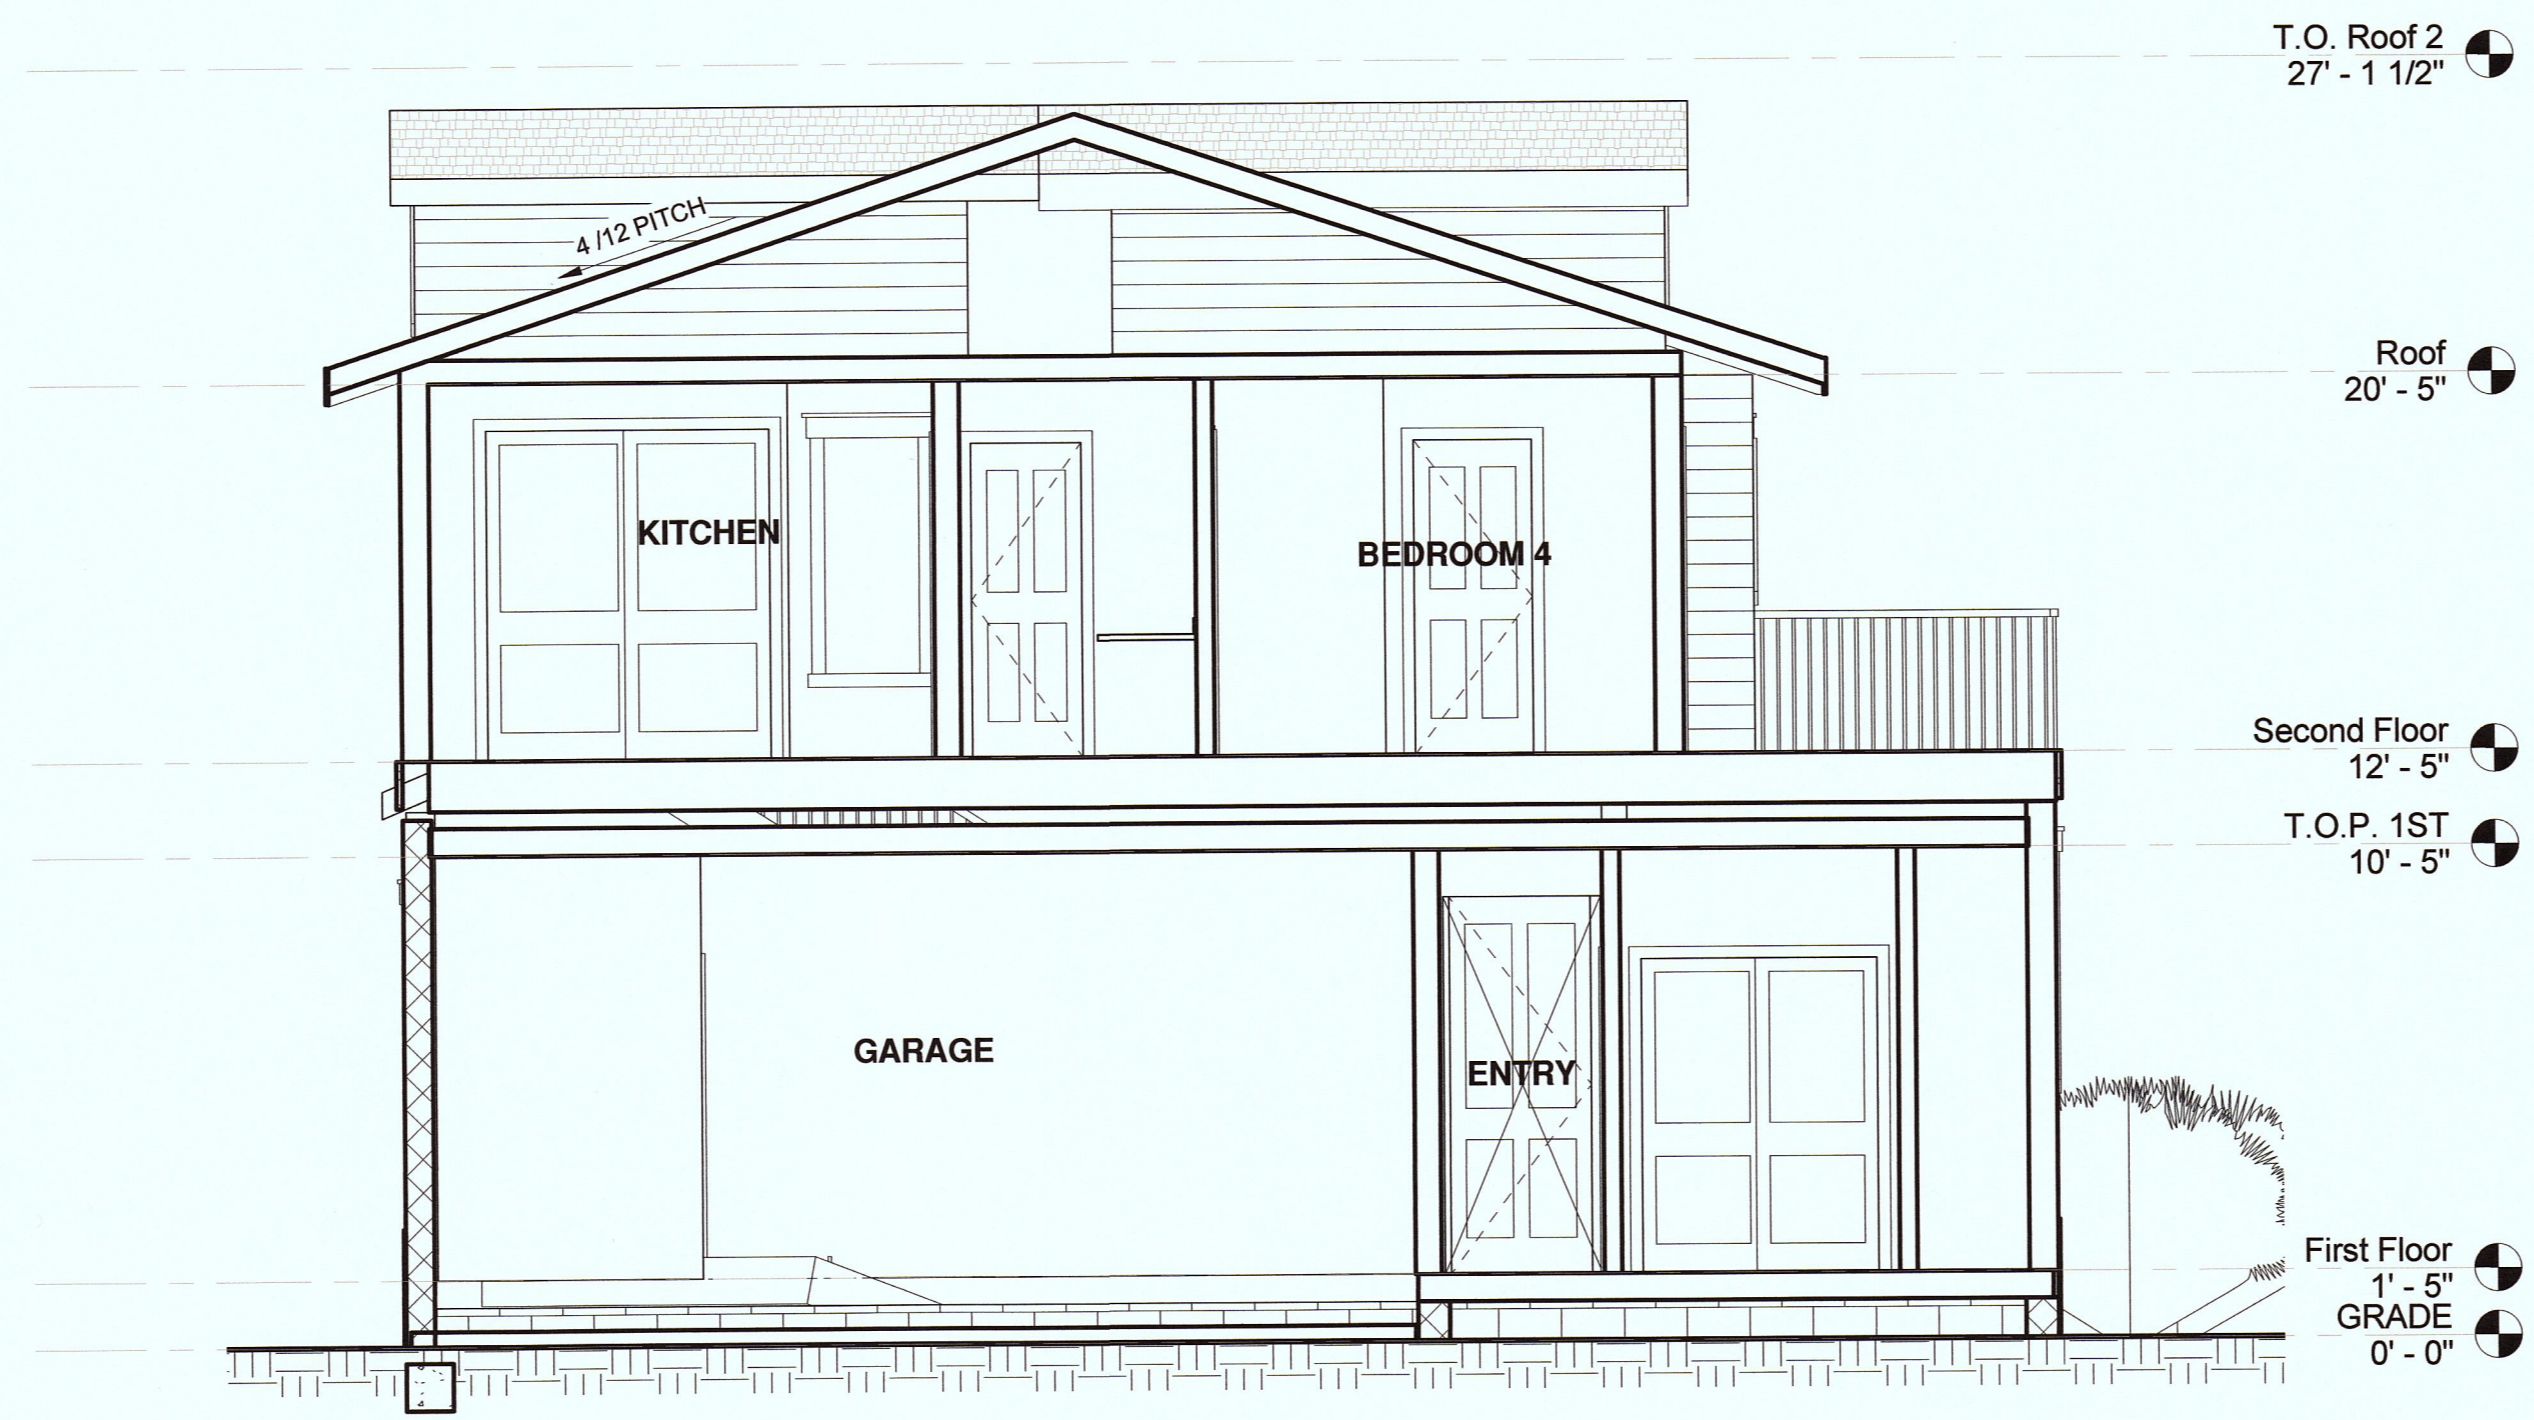 T.O. Roof 2
27' - 1 1/2"
4 /12 PITCH
Roof
20' - 5"
KITCHEN
BEDROOM 4
Second Floor
12' - 5"
T.O.P. 1ST
10' - 5"
GARAGE
ENTRY
First Floor
1' - 5"
GRADE
0' - 0"